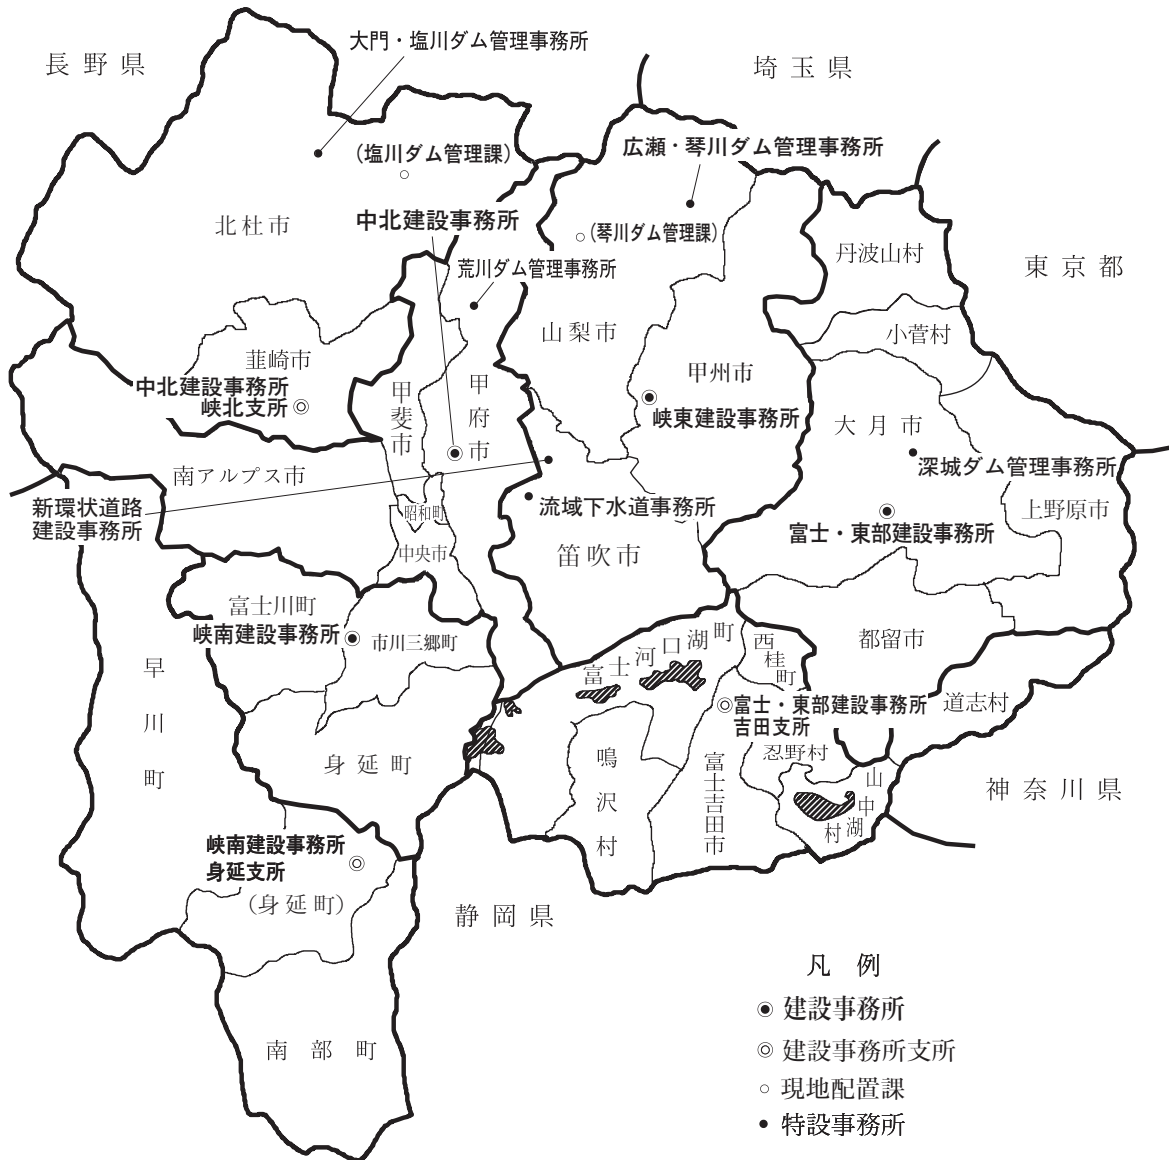 長野県
大門・塩川ダム管理事務所
埼玉県
(塩川ダム管理課)
広瀬・琴川ダム管理事務所
北杜市
中北建設事務所
(琴川ダム管理課)
丹波山村
東京都
荒川ダム管理事務所
山梨市
小菅村
韮崎市
中北建設事務所
峡北支所
甲斐市
甲府市
甲州市
峡東建設事務所
大月市
深城ダム管理事務所
南アルプス市
新環状道路
建設事務所
昭和町
流域下水道事務所
上野原市
富士・東部建設事務所
中央市
笛吹市
富士川町
峡南建設事務所
市川三郷町
早川町
富士河口湖町
西桂町
都留市
道志村
富士・東部建設事務所
吉田支所
身延町
鳴沢村
富士吉田市
忍野村
山中湖村
神奈川県
峡南建設事務所
身延支所
(身延町)
静岡県
南部町
凡例
建設事務所
建設事務所支所
現地配置課
特設事務所